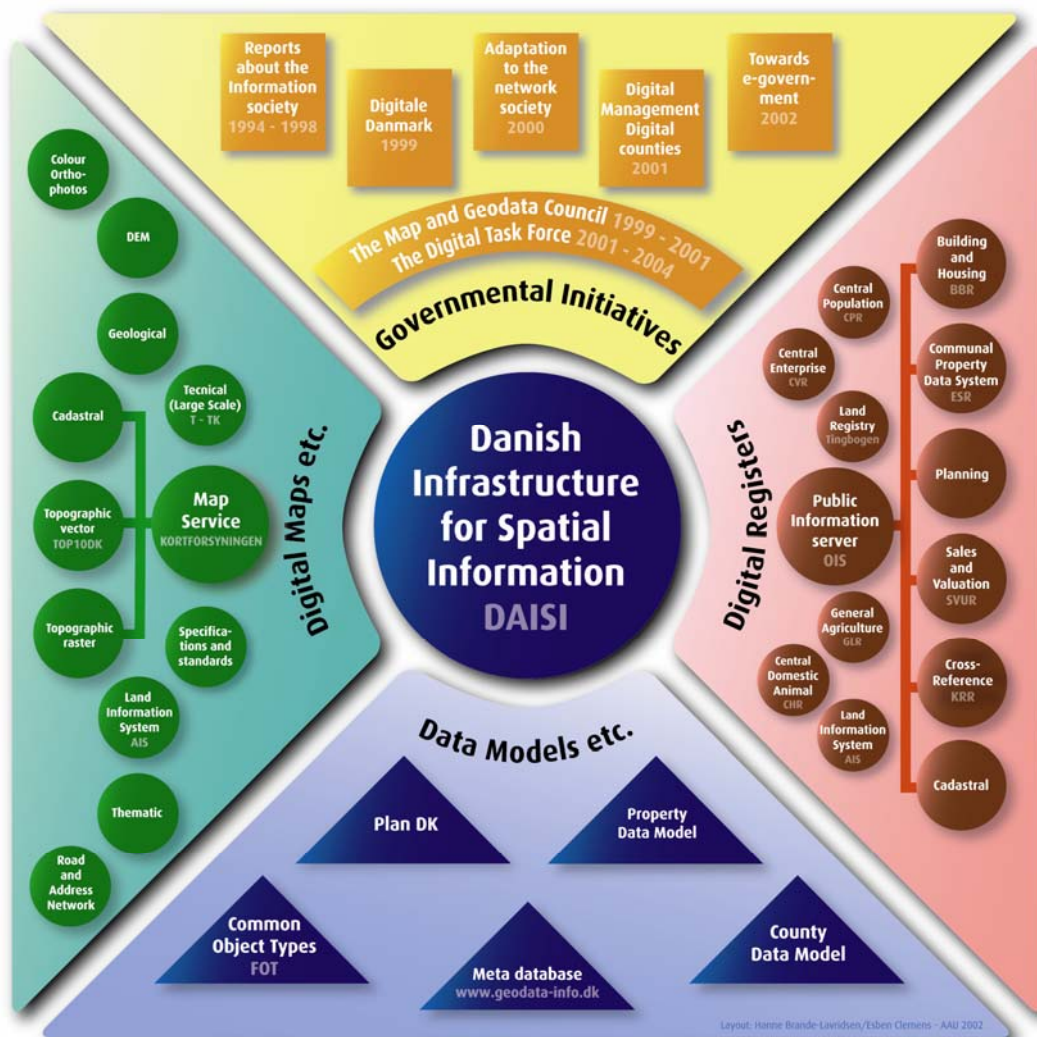 Reports
about the
Information
society
1994 - 1998
Digitale
Danmark
1999
Adaptation
to the
network
society
2000
Digital
Management
Digital
counties
2001
Towards
e-govern-
ment
2002
The Map and Geodata Council 1999 - 2001
The Digital Task Force 2001 - 2004
Governmental Initiatives
Colour
Ortho-
photos
DEM
Geological
Tecnical
(Large Scale)
T - TK
Cadastral
Map
Service
KORTFORSYNINGEN
Topographic
vector
TOP10DK
Topographic
raster
Specifica-
tions and
standards
Land
Information
System
AIS
Thematic
Road
and
Address
Network
Digital Maps etc.
Danish
Infrastructure
for Spatial
Information
DAISI
Digital Registers
Building
and
Housing
BBR
Central
Population
CPR
Central
Enterprise
CVR
Communal
Property
Data System
ESR
Land
Registry
Tingbogen
Planning
Public
Information
server
OIS
Sales
and
Valuation
SVUR
General
Agriculture
GLR
Central
Domestic
Animal
CHR
Cross-
Reference
KRR
Land
Information
System
AIS
Cadastral
Data Models etc.
Plan DK
Property
Data Model
Common
Object Types
FOT
Meta database
www.geodata-info.dk
County
Data Model
Layout: Hanne Brande-Lavridsen/Esben Clemens - AAU 2002